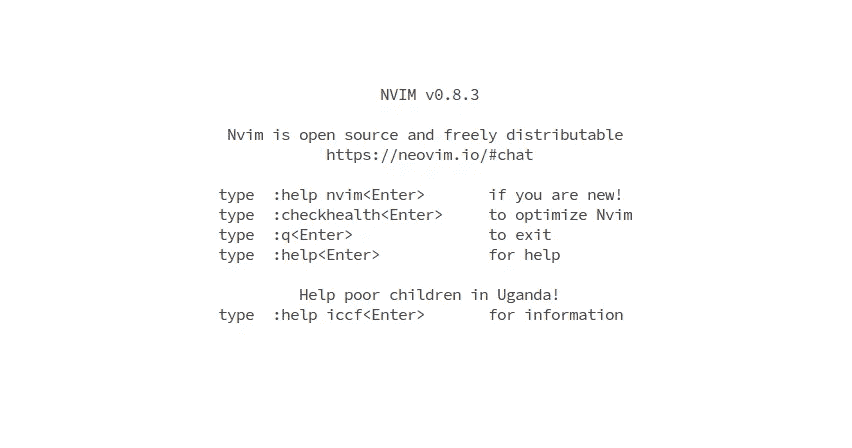 NVIM v0.8.3
Nvim is open source and freely distributable
https://neovim.io/#chat
type :help nvim<Enter> if you are new!
type :checkhealth<Enter> to optimize Nvim
type :q<Enter> to exit
type :help<Enter> for help
Help poor children in Uganda!
type :help iccf<Enter> for information